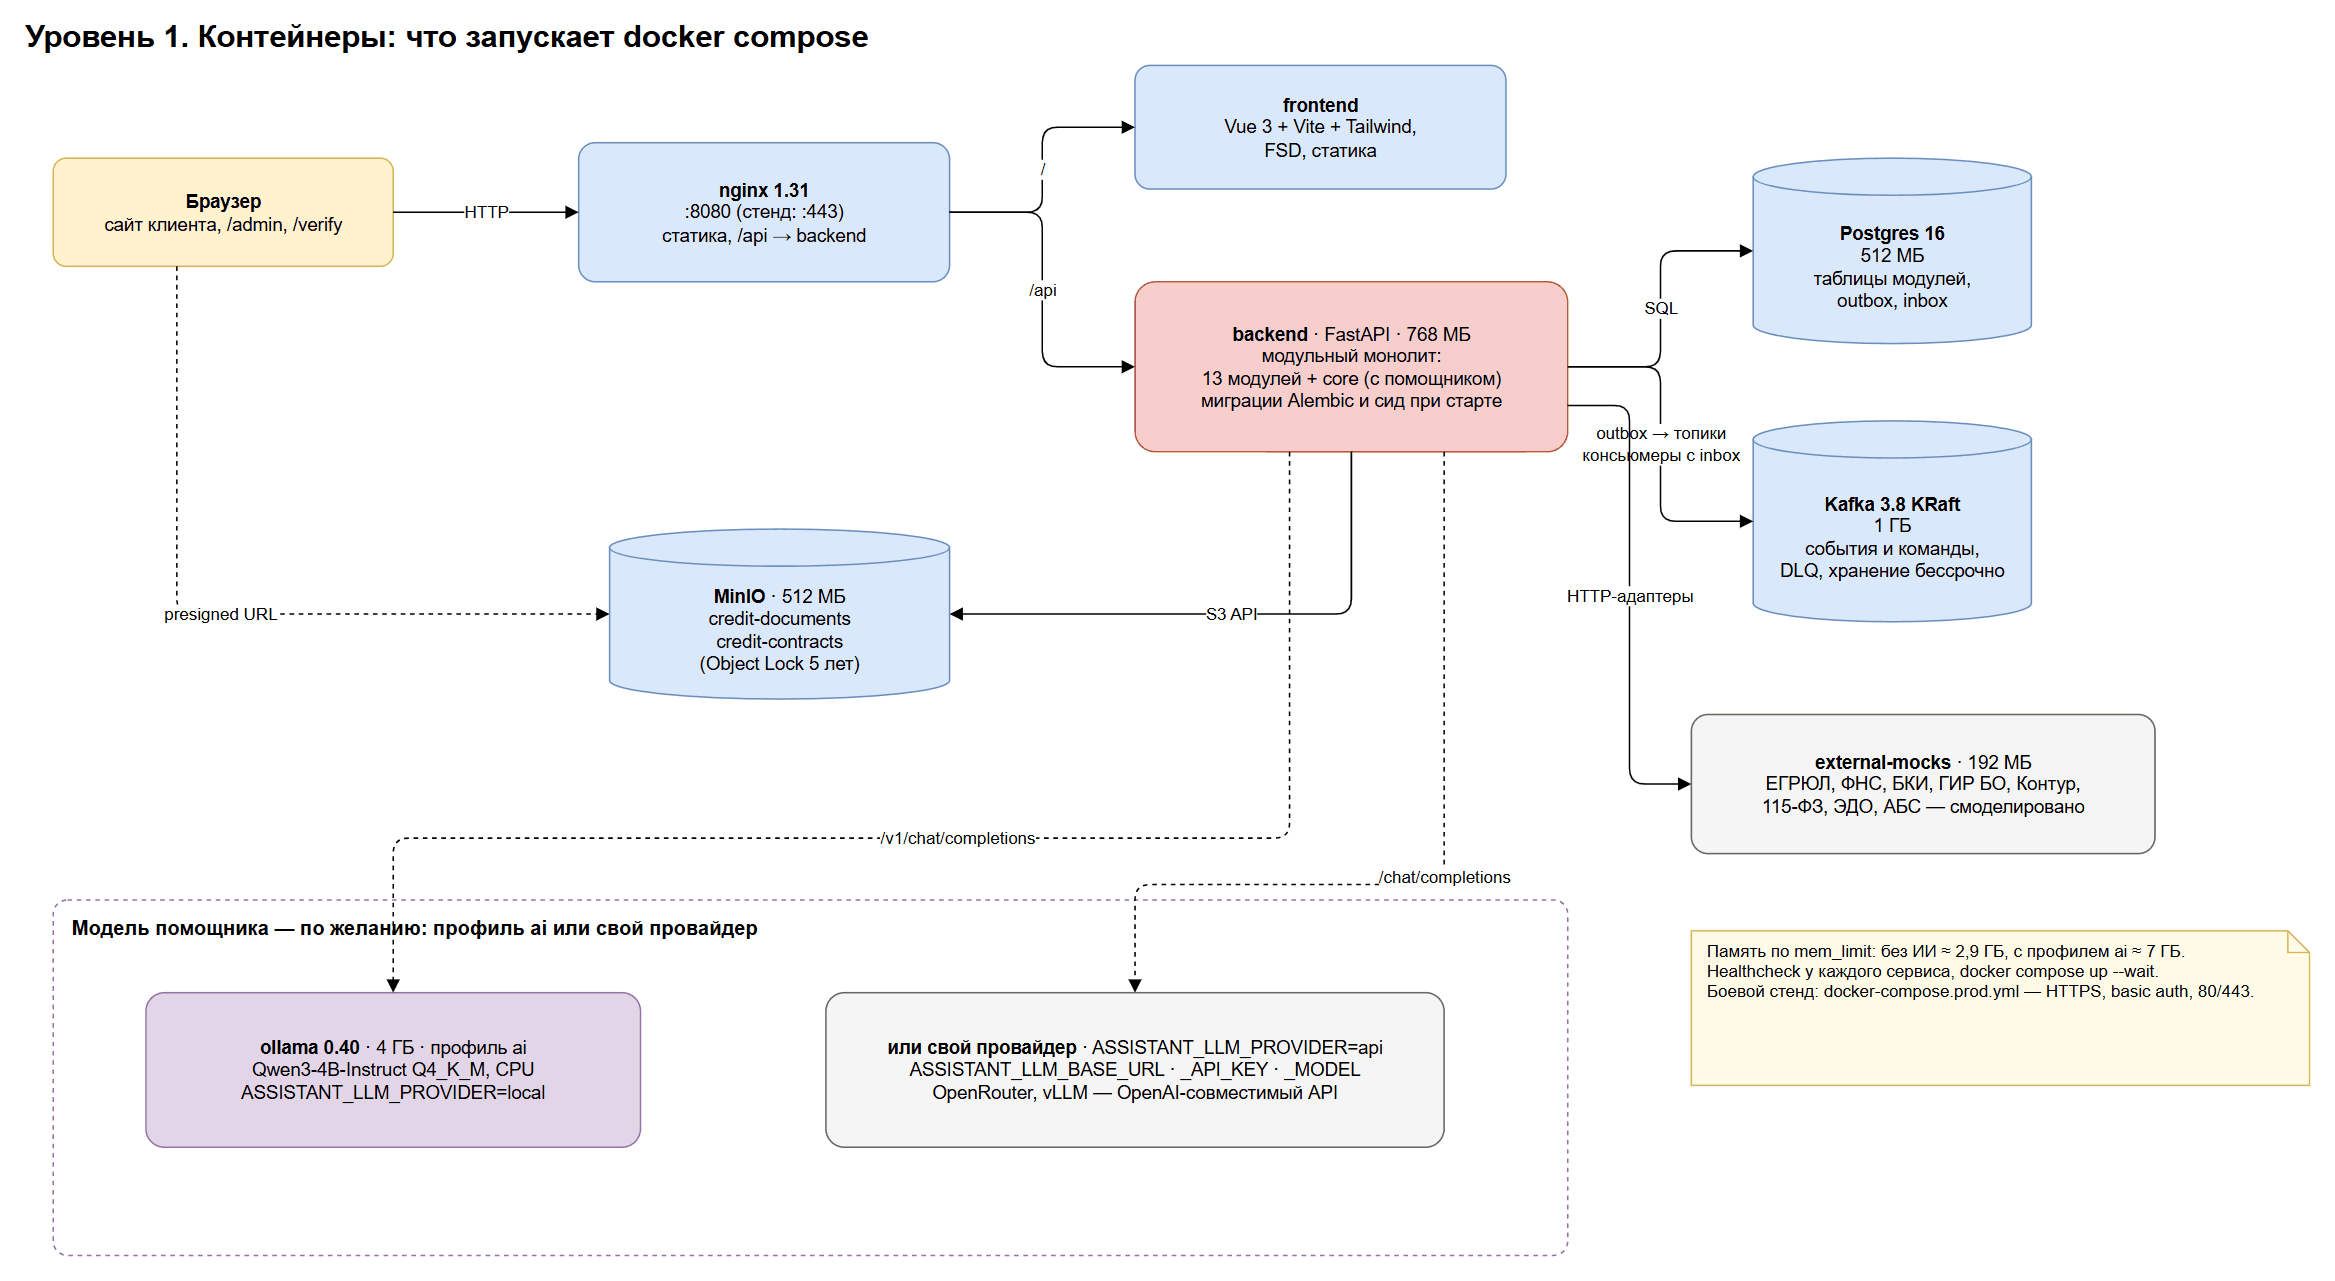 Уровень 1. Контейнеры: что запускает docker compose
Браузер
сайт клиента, /admin, /verify
HTTP
nginx 1.31
:8080 (стенд: :443)
статика, /api → backend
/
/api
frontend
Vue 3 + Vite + Tailwind,
FSD, статика
backend · FastAPI · 768 МБ
модульный монолит:
13 модулей + core (с помощником)
миграции Alembic и сид при старте
SQL
Postgres 16
512 МБ
таблицы модулей,
outbox, inbox
outbox → топики
консьюмеры с inbox
Kafka 3.8 KRaft
1 ГБ
события и команды,
DLQ, хранение бессрочно
HTTP-адаптеры
presigned URL
MinIO · 512 МБ
credit-documents
credit-contracts
(Object Lock 5 лет)
S3 API
external-mocks · 192 МБ
ЕГРЮЛ, ФНС, БКИ, ГИР БО, Контур,
115-ФЗ, ЭДО, АБС — смоделировано
/v1/chat/completions
/chat/completions
Модель помощника — по желанию: профиль ai или свой провайдер
ollama 0.40 · 4 ГБ · профиль ai
Qwen3-4B-Instruct Q4_K_M, CPU
ASSISTANT_LLM_PROVIDER=local
или свой провайдер · ASSISTANT_LLM_PROVIDER=api
ASSISTANT_LLM_BASE_URL · _API_KEY · _MODEL
OpenRouter, vLLM — OpenAI-совместимый API
Память по mem_limit: без ИИ ≈ 2,9 ГБ, с профилем ai ≈ 7 ГБ.
Healthcheck у каждого сервиса, docker compose up --wait.
Боевой стенд: docker-compose.prod.yml — HTTPS, basic auth, 80/443.